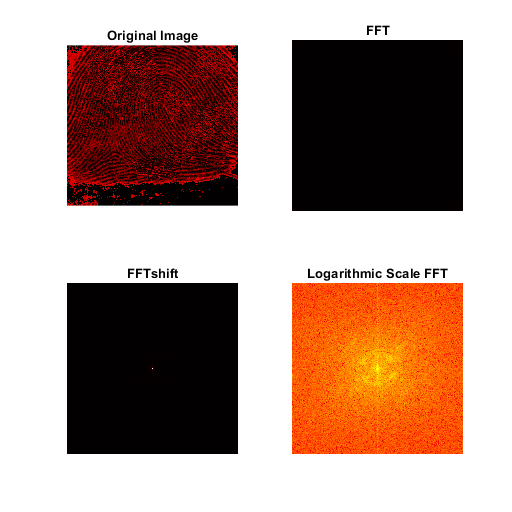 Original Image
FFT
FFTshift
Logarithmic Scale FFT